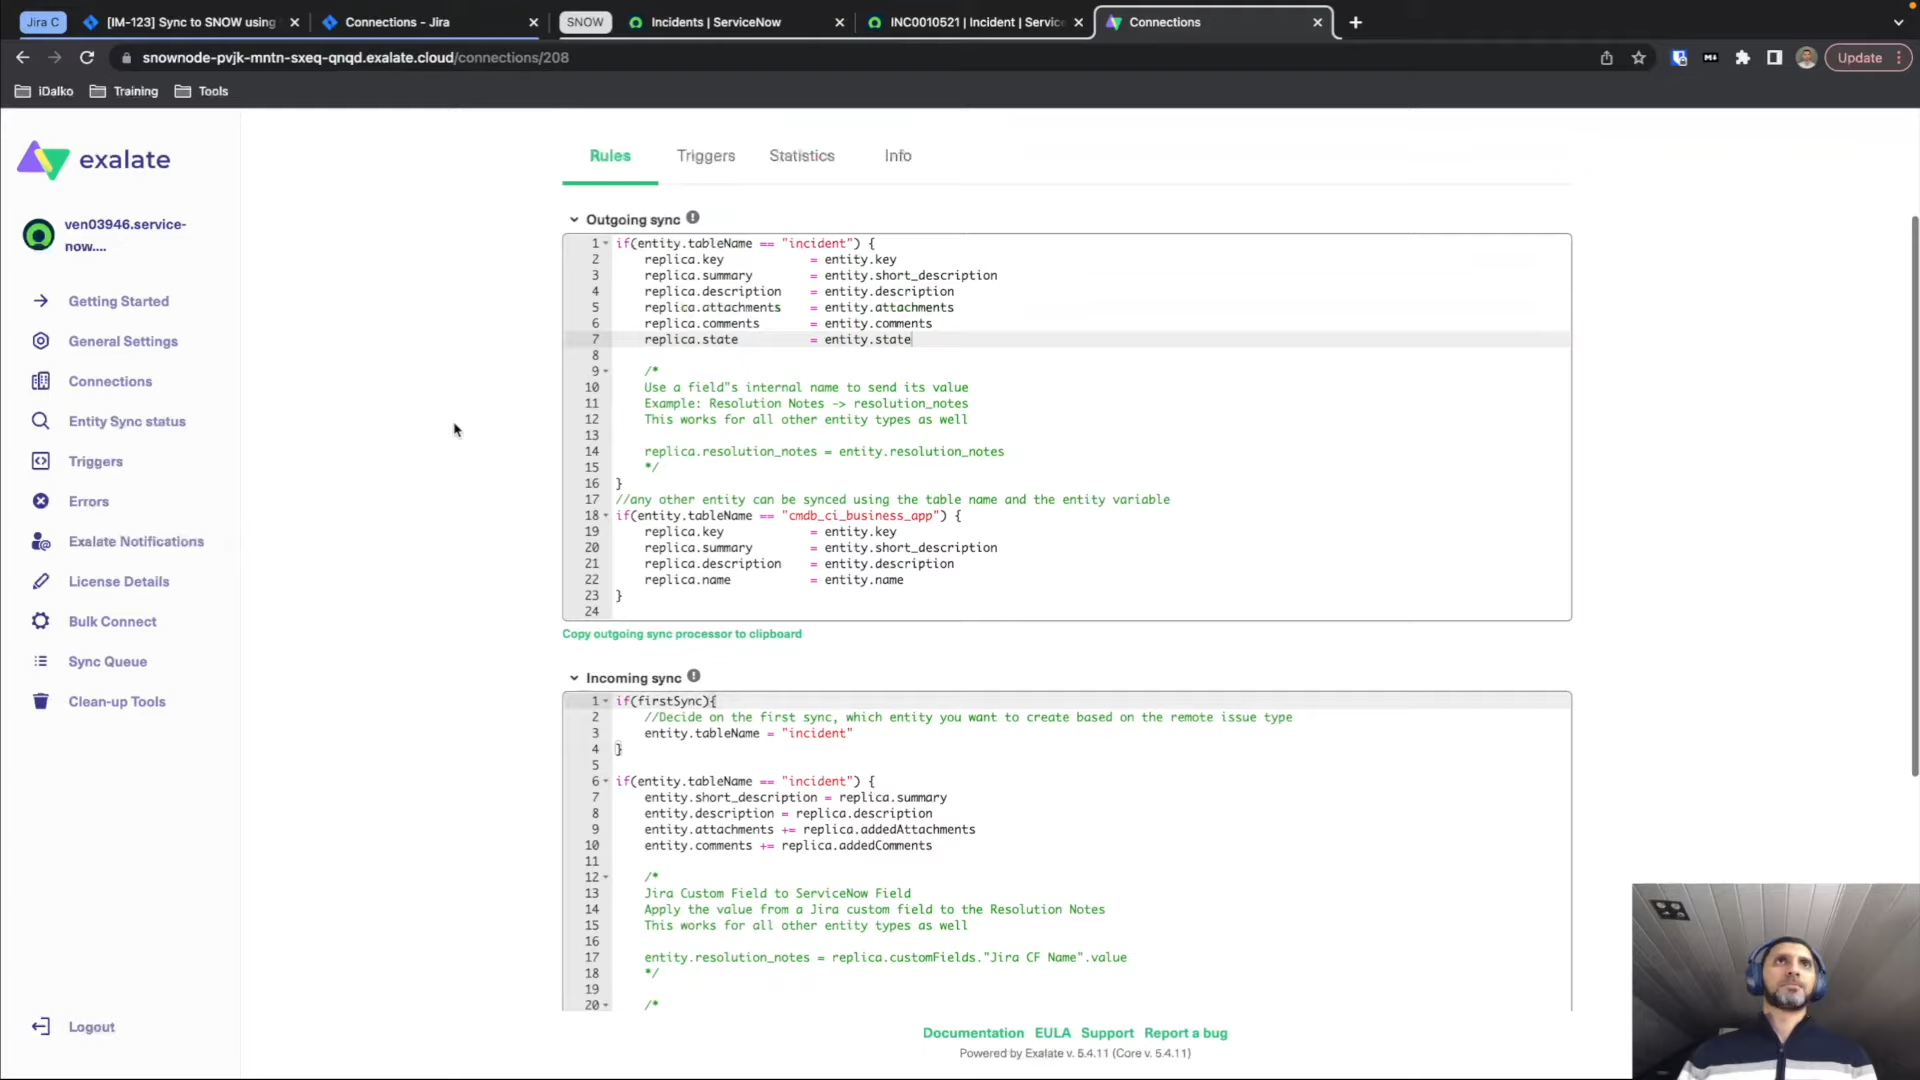 Jira C
[IM-123] Sync to SNOW using
Connections - Jira
SNOW
Incidents | ServiceNow
INC0010521 | Incident | Service
Connections
snownode-pvjk-mntn-sxeq-qnqd.exalate.cloud/connections/208
Update
iDalko
Training
Tools
exalate
ven03946.service-
now....
Getting Started
General Settings
Connections
Entity Sync status
Triggers
Errors
Exalate Notifications
License Details
Bulk Connect
Sync Queue
Clean-up Tools
Logout
Rules Triggers Statistics Info
Outgoing sync
1 if(entity.tableName == "incident") {
2 replica.key = entity.key
3 replica.summary = entity.short_description
4 replica.description = entity.description
5 replica.attachments = entity.attachments
6 replica.comments = entity.comments
7 replica.state = entity.state
8
9 /*
10 Use a field"s internal name to send its value
11 Example: Resolution Notes -> resolution_notes
12 This works for all other entity types as well
13
14 replica.resolution_notes = entity.resolution_notes
15 */
16 }
17 //any other entity can be synced using the table name and the entity variable
18 if(entity.tableName == "cmdb_ci_business_app") {
19 replica.key = entity.key
20 replica.summary = entity.short_description
21 replica.description = entity.description
22 replica.name = entity.name
23 }
24
Copy outgoing sync processor to clipboard
Incoming sync
1 if(firstSync){
2 //Decide on the first sync, which entity you want to create based on the remote issue type
3 entity.tableName = "incident"
4 }
5
6 if(entity.tableName == "incident") {
7 entity.short_description = replica.summary
8 entity.description = replica.description
9 entity.attachments += replica.addedAttachments
10 entity.comments += replica.addedComments
11
12 /*
13 Jira Custom Field to ServiceNow Field
14 Apply the value from a Jira custom field to the Resolution Notes
15 This works for all other entity types as well
16
17 entity.resolution_notes = replica.customFields."Jira CF Name".value
18 */
19
20 /*
Documentation EULA Support Report a bug
Powered by Exalate v. 5.4.11 (Core v. 5.4.11)